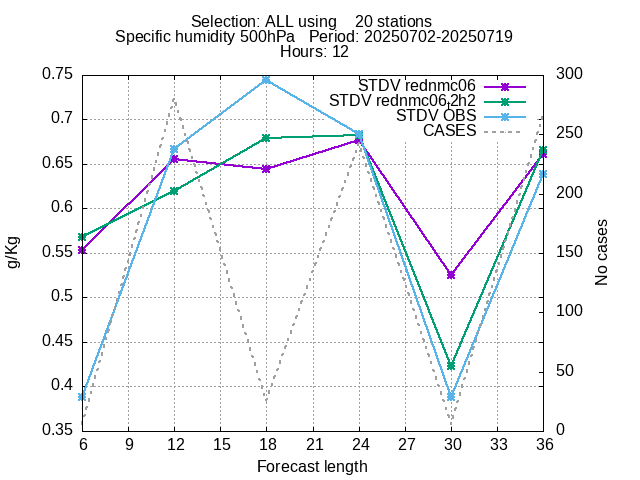 Selection: ALL using    20 stations
Specific humidity 500hPa   Period: 20250702-20250719
Hours: 12
STDV rednmc06
STDV rednmc06.2h2
STDV OBS
CASES
0.75
0.7
0.65
0.6
0.55
0.5
0.45
0.4
0.35
300
250
200
150
100
50
0
g/Kg
No cases
6 9 12 15 18 21 24 27 30 33 36
Forecast length